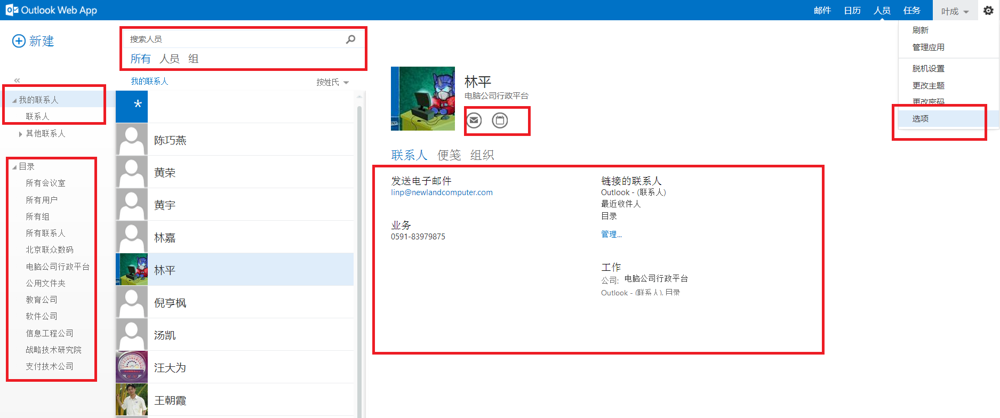 Outlook Web App
邮件 日历 人员 任务 叶成
新建
搜索人员
所有 人员 组
«
我的联系人
联系人
其他联系人
目录
所有会议室
所有用户
所有组
所有联系人
北京联众数码
电脑公司行政平台
公用文件夹
教育公司
软件公司
信息工程公司
战略技术研究院
支付技术公司
我的联系人 按姓氏
*
陈巧燕
黄荣
黄宇
林嘉
林平
倪亨枫
汤凯
汪大为
王朝霞
林平
电脑公司行政平台
联系人 便笺 组织
发送电子邮件
linp@newlandcomputer.com
业务
0591-83979875
链接的联系人
Outlook - (联系人)
最近收件人
目录
管理...
工作
公司: 电脑公司行政平台
Outlook - (联系人), 目录
刷新
管理应用
脱机设置
更改主题
更改密码
选项